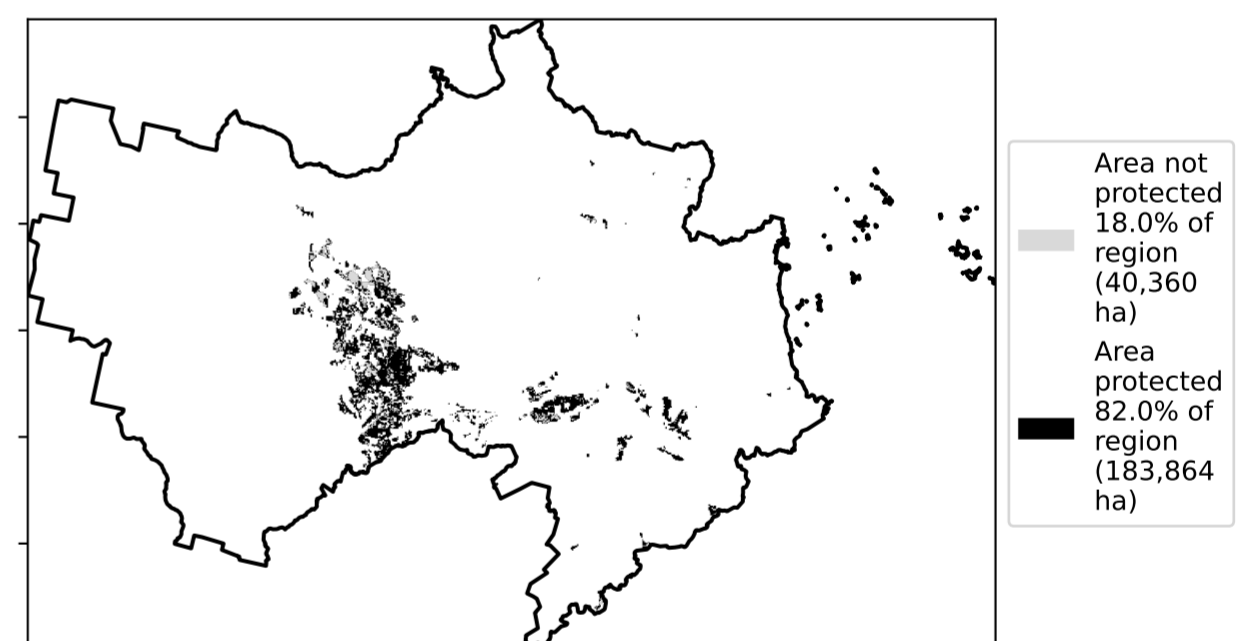 Area not
protected
18.0% of
region
(40,360
ha)
Area
protected
82.0% of
region
(183,864
ha)